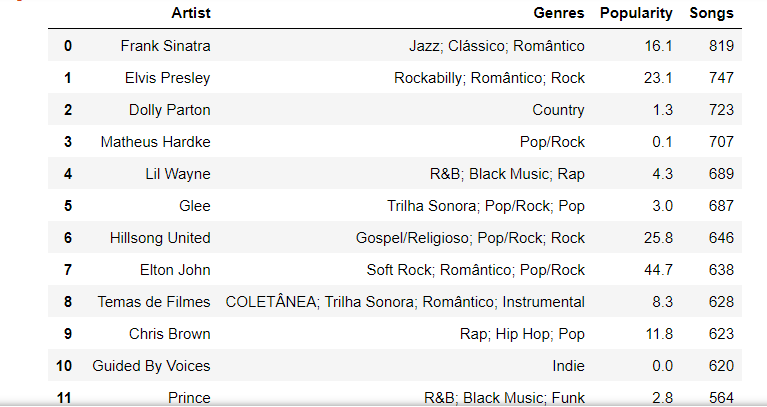 Artist Genres Popularity Songs
0 Frank Sinatra Jazz; Clássico; Romântico 16.1 819
1 Elvis Presley Rockabilly; Romântico; Rock 23.1 747
2 Dolly Parton Country 1.3 723
3 Matheus Hardke Pop/Rock 0.1 707
4 Lil Wayne R&B; Black Music; Rap 4.3 689
5 Glee Trilha Sonora; Pop/Rock; Pop 3.0 687
6 Hillsong United Gospel/Religioso; Pop/Rock; Rock 25.8 646
7 Elton John Soft Rock; Romântico; Pop/Rock 44.7 638
8 Temas de Filmes COLETÂNEA; Trilha Sonora; Romântico; Instrumental 8.3 628
9 Chris Brown Rap; Hip Hop; Pop 11.8 623
10 Guided By Voices Indie 0.0 620
11 Prince R&B; Black Music; Funk 2.8 564